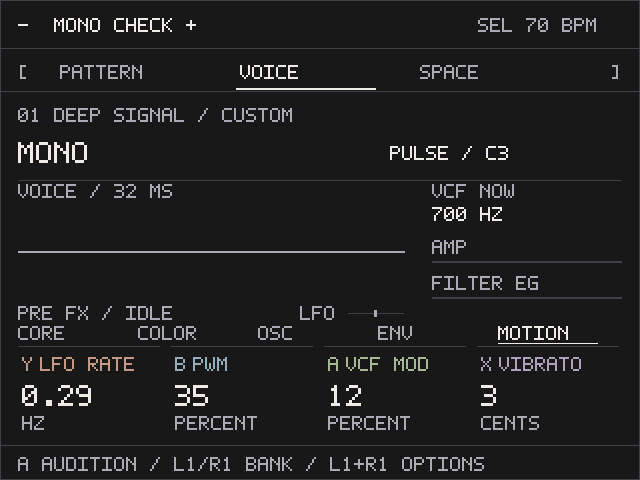 - MONO CHECK + SEL 70 BPM
[ PATTERN VOICE SPACE ]
01 DEEP SIGNAL / CUSTOM
MONO PULSE / C3
VOICE / 32 MS VCF NOW
700 HZ
AMP
FILTER EG
PRE FX / IDLE LFO
CORE COLOR OSC ENV MOTION
Y LFO RATE B PWM A VCF MOD X VIBRATO
0.29 35 12 3
HZ PERCENT PERCENT CENTS
A AUDITION / L1/R1 BANK / L1+R1 OPTIONS